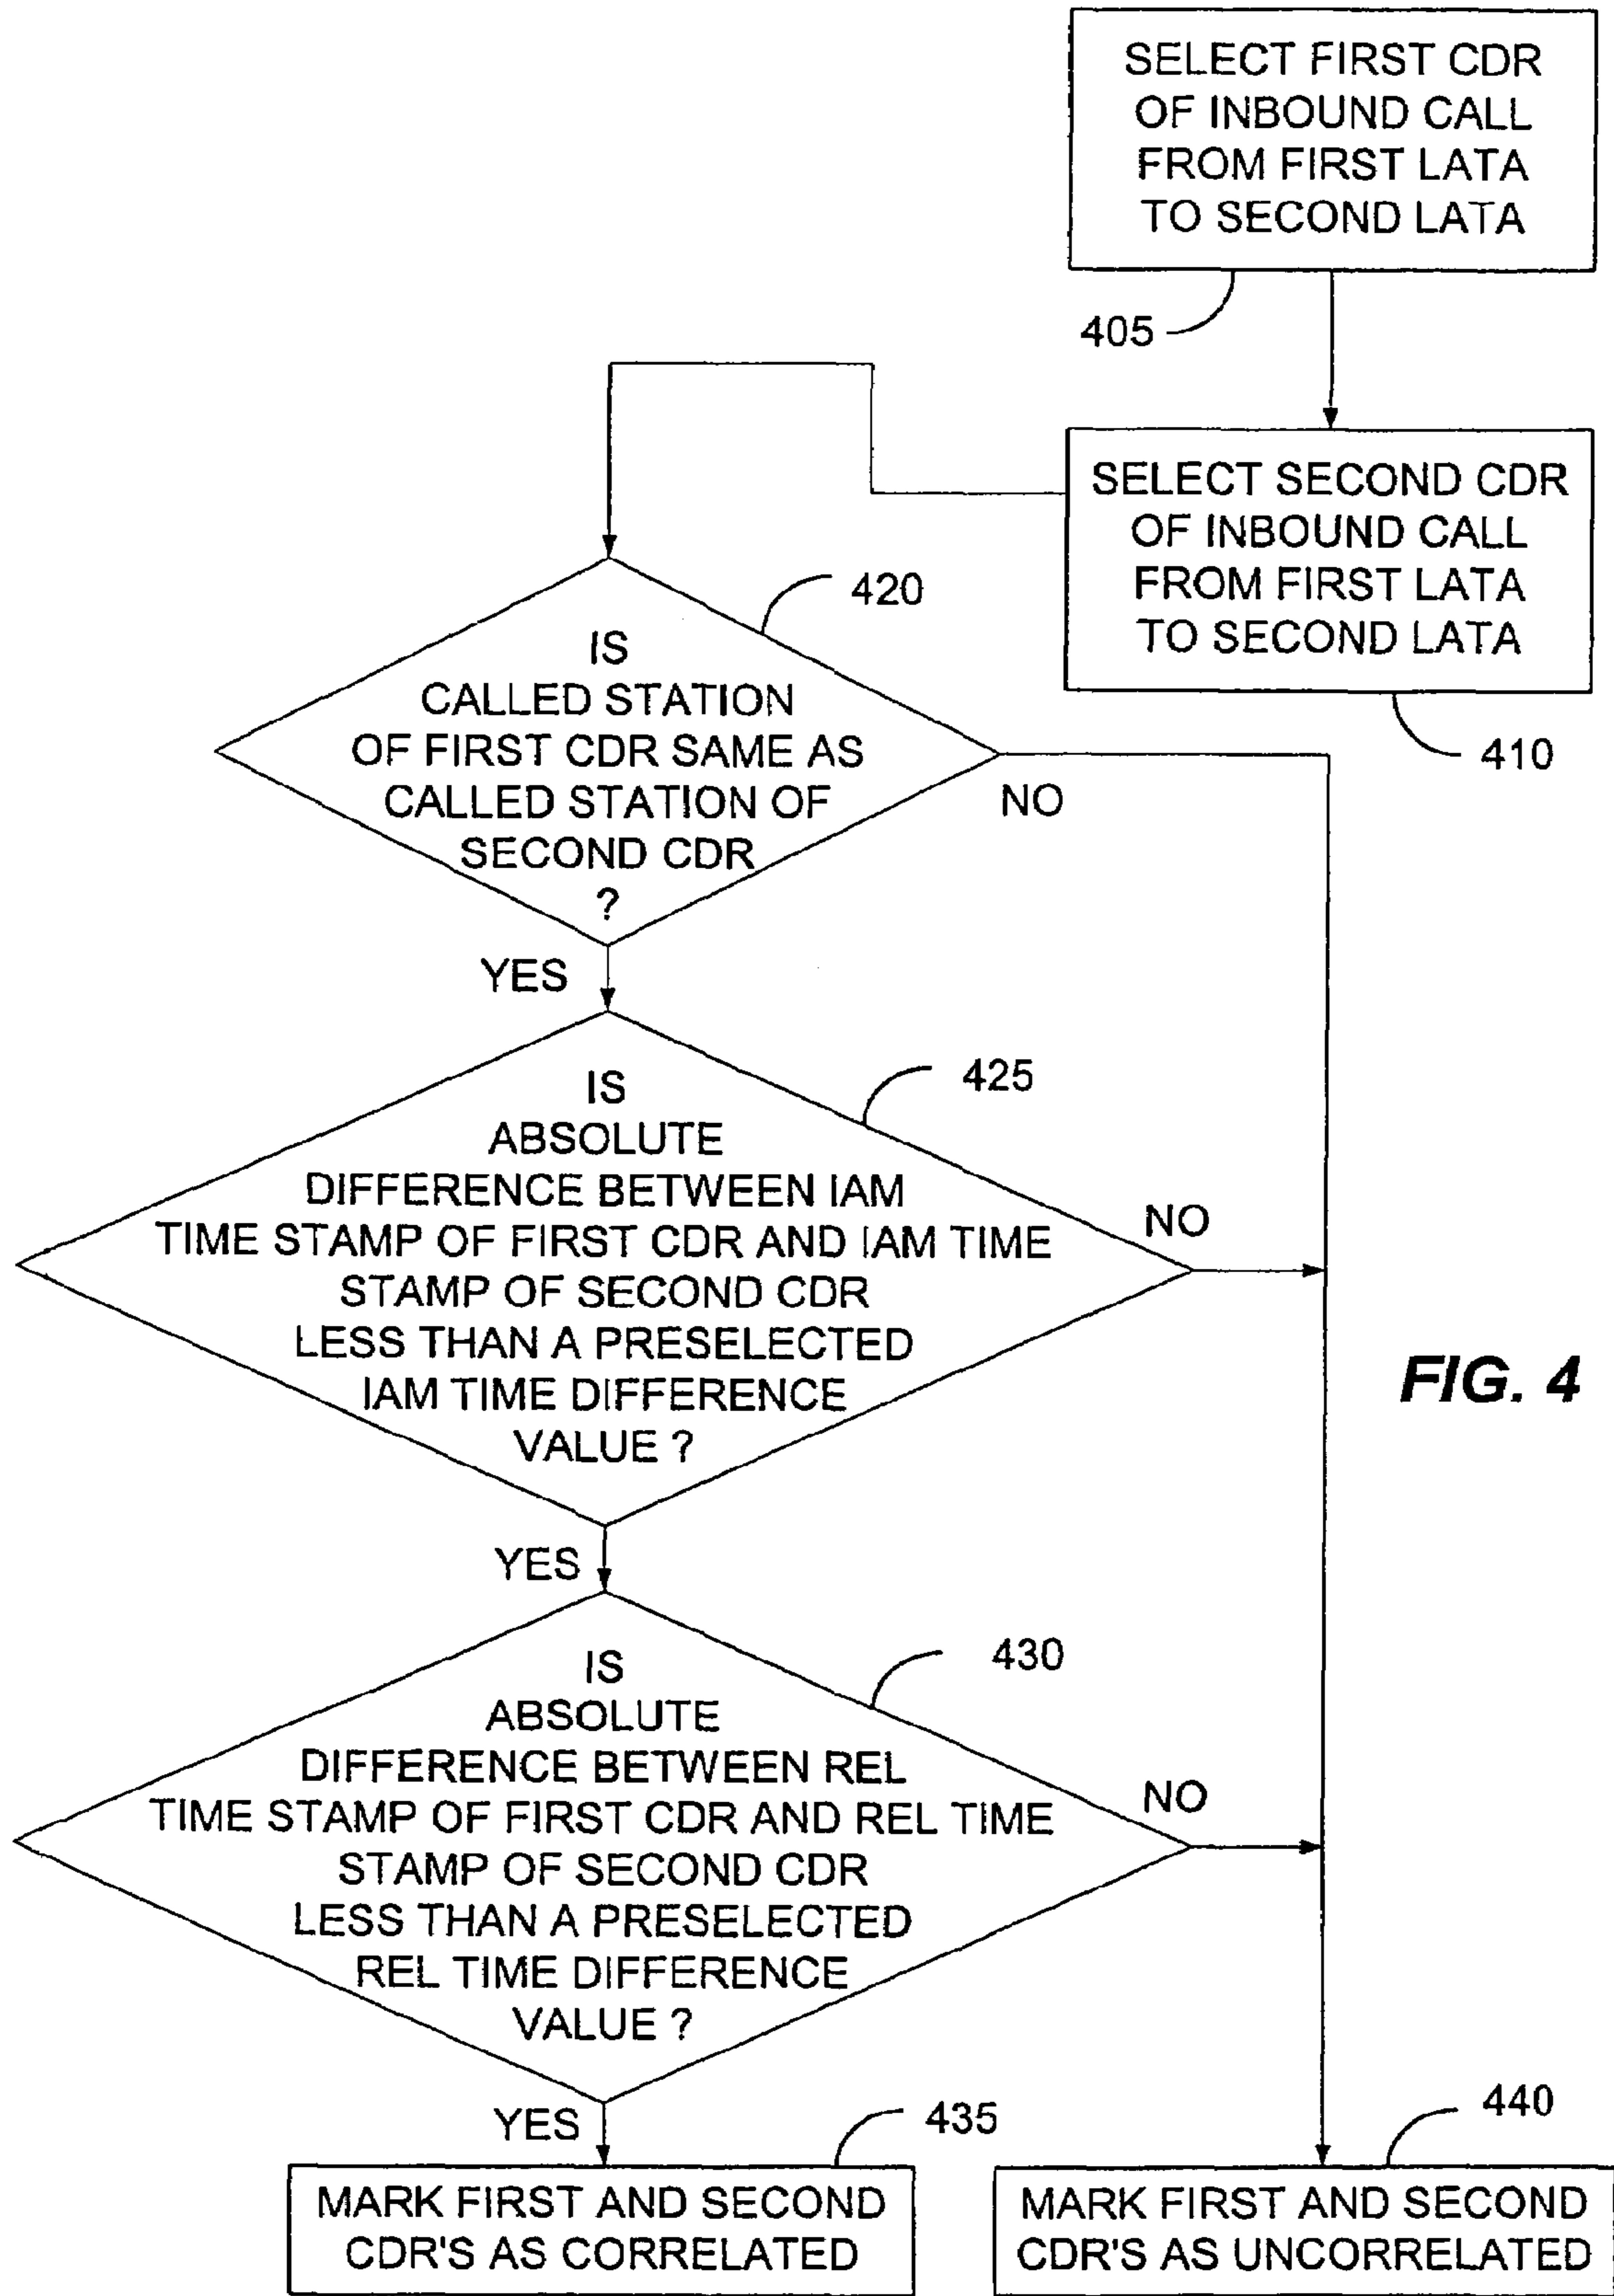 SELECT FIRST CDR
OF INBOUND CALL
FROM FIRST LATA
TO SECOND LATA
405
SELECT SECOND CDR
OF INBOUND CALL
FROM FIRST LATA
TO SECOND LATA
410
420
IS
CALLED STATION
OF FIRST CDR SAME AS
CALLED STATION OF
SECOND CDR
?
NO
YES
425
IS
ABSOLUTE
DIFFERENCE BETWEEN IAM
TIME STAMP OF FIRST CDR AND IAM TIME
STAMP OF SECOND CDR
LESS THAN A PRESELECTED
IAM TIME DIFFERENCE
VALUE ?
NO
FIG. 4
YES
430
IS
ABSOLUTE
DIFFERENCE BETWEEN REL
TIME STAMP OF FIRST CDR AND REL TIME
STAMP OF SECOND CDR
LESS THAN A PRESELECTED
REL TIME DIFFERENCE
VALUE ?
NO
YES
435
MARK FIRST AND SECOND
CDR'S AS CORRELATED
440
MARK FIRST AND SECOND
CDR'S AS UNCORRELATED